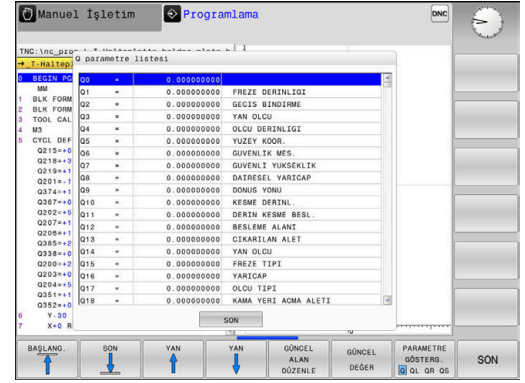 Manuel İşletim
Programlama
DNC
TNC:\nc_prog
→_T-Haltep
Q parametre listesi
0 BEGIN PG
MM
1 BLK FORM
2 BLK FORM
3 TOOL CAL
4 M3
5 CYCL DEF
Q215=+0
Q218=+3
Q219=+1
Q201=-1
Q374=+1
Q367=+0
Q202=+5
Q207=+1
Q206=+1
Q385=+2
Q338=+0
Q200=+2
Q203=+0
Q204=+5
Q351=+1
Q352=+0
6 Y-30
7 X+0 R
Q0 = 0.000000000
Q1 = 0.000000000 FREZE DERINLIGI
Q2 = 0.000000000 GECIS BINDIRME
Q3 = 0.000000000 YAN OLCU
Q4 = 0.000000000 OLCU DERINLIGI
Q5 = 0.000000000 YUZEY KOOR.
Q6 = 0.000000000 GUVENLIK MES.
Q7 = 0.000000000 GUVENLI YUKSEKLIK
Q8 = 0.000000000 DAIRESEL YARICAP
Q9 = 0.000000000 DONUS YONU
Q10 = 0.000000000 KESME DERINL.
Q11 = 0.000000000 DERIN KESME BESL.
Q12 = 0.000000000 BESLEME ALANI
Q13 = 0.000000000 CIKARILAN ALET
Q14 = 0.000000000 YAN OLCU
Q15 = 0.000000000 FREZE TIPI
Q16 = 0.000000000 YARICAP
Q17 = 0.000000000 OLCU TIPI
Q18 = 0.000000000 KAMA YERI ACMA ALETI
SON
BAŞLANG.
SON
YAN
YAN
GÜNCEL
ALAN
DÜZENLE
GÜNCEL
DEĞER
PARAMETRE
GÖSTERG.
Q QL QR QS
SON